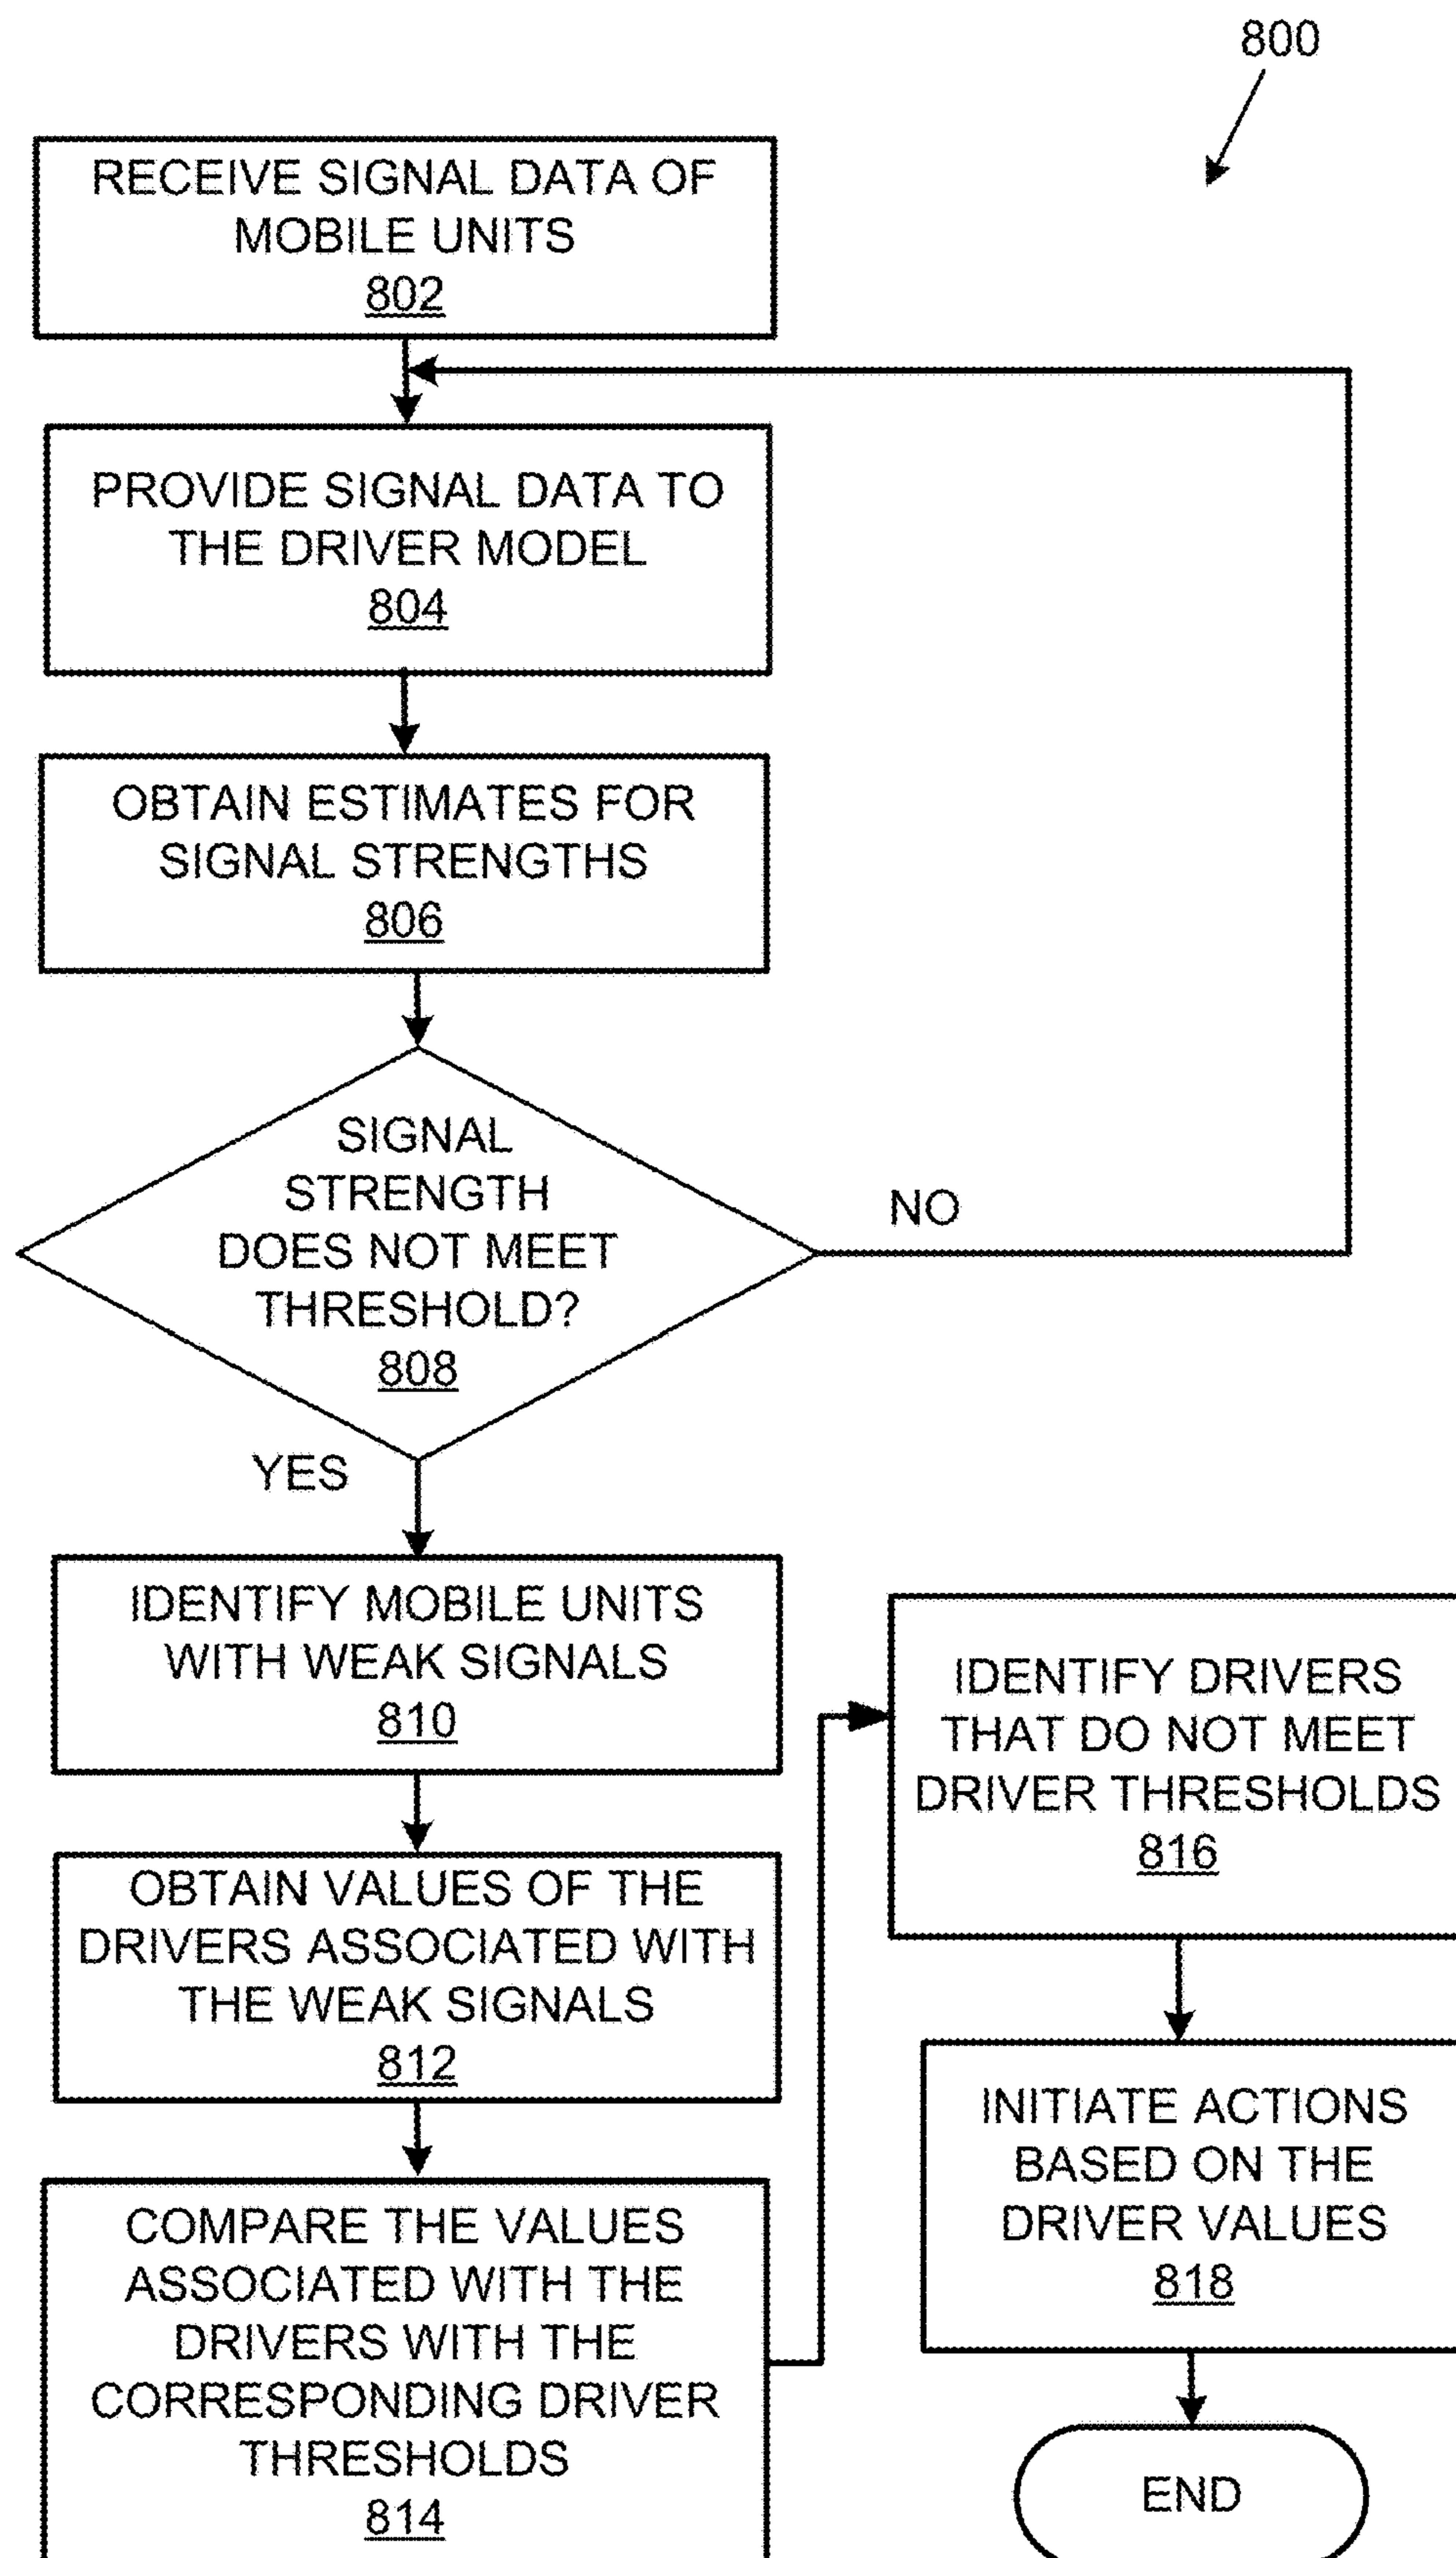 800
RECEIVE SIGNAL DATA OF
MOBILE UNITS
802
PROVIDE SIGNAL DATA TO
THE DRIVER MODEL
804
OBTAIN ESTIMATES FOR
SIGNAL STRENGTHS
806
SIGNAL
STRENGTH
DOES NOT MEET
THRESHOLD?
808
NO
YES
IDENTIFY MOBILE UNITS
WITH WEAK SIGNALS
810
OBTAIN VALUES OF THE
DRIVERS ASSOCIATED WITH
THE WEAK SIGNALS
812
COMPARE THE VALUES
ASSOCIATED WITH THE
DRIVERS WITH THE
CORRESPONDING DRIVER
THRESHOLDS
814
IDENTIFY DRIVERS
THAT DO NOT MEET
DRIVER THRESHOLDS
816
INITIATE ACTIONS
BASED ON THE
DRIVER VALUES
818
END